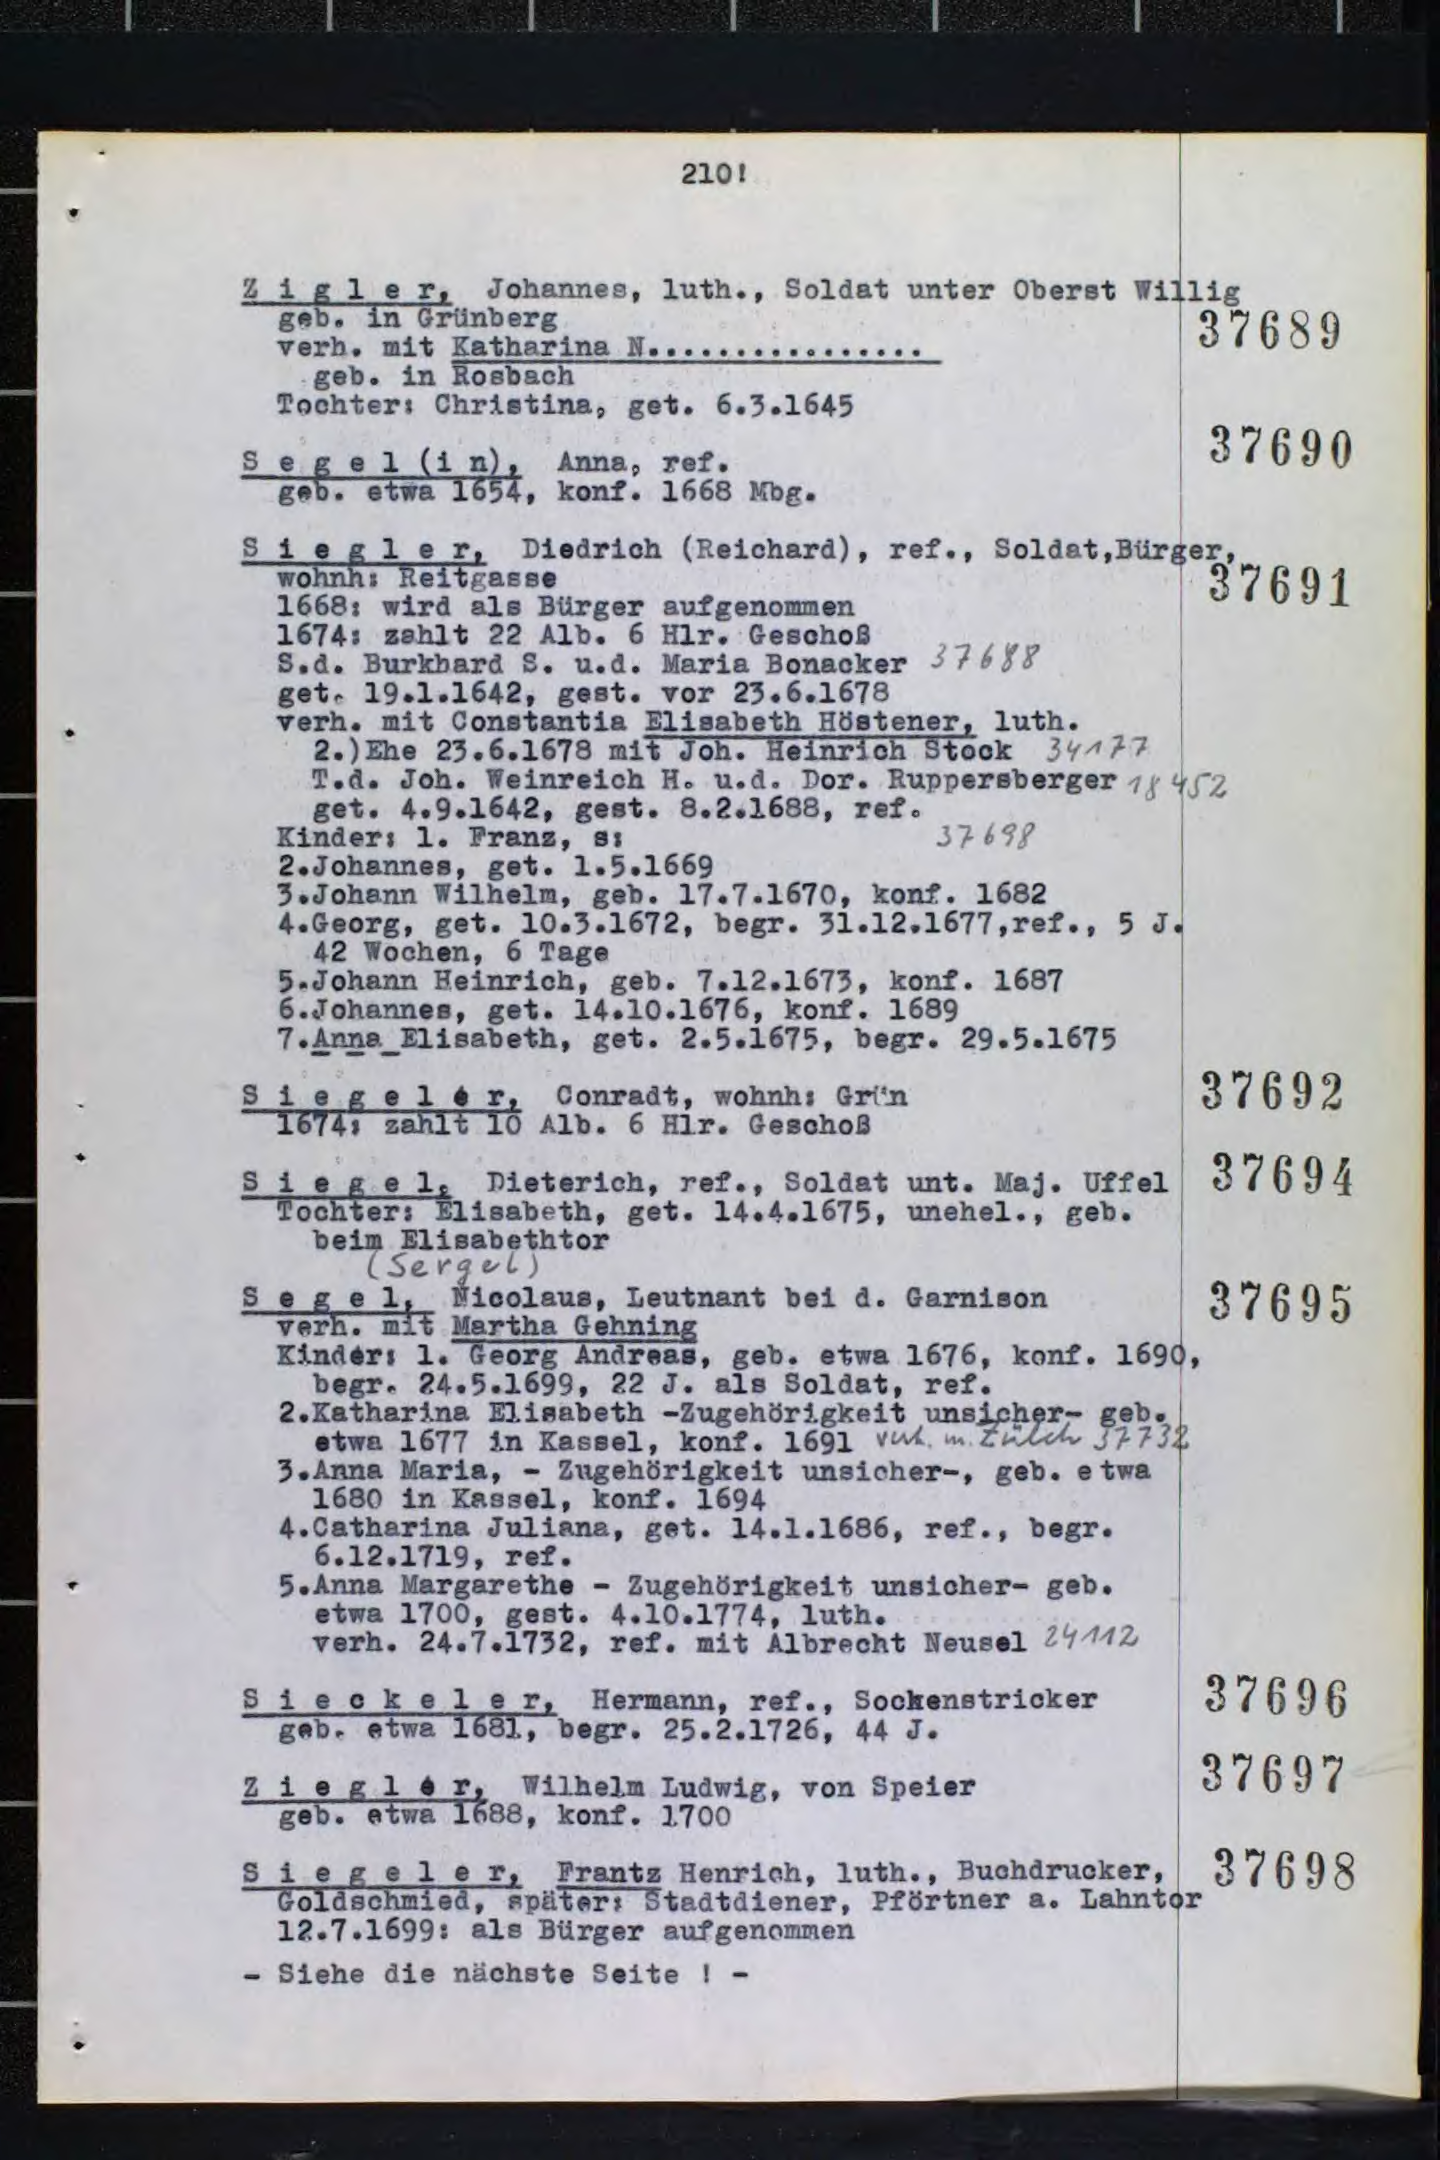 210!
Z i g l e r, Johannes, luth., Soldat unter Oberst Willig
geb. in Grünberg
37689
verh. mit Katharina N................
geb. in Rosbach
Tochter: Christina, get. 6.3.1645
37690
S e g e l (i n), Anna, ref.
geb. etwa 1654, konf. 1668 Mbg.
S i e g l e r, Diedrich (Reichard), ref., Soldat,Bürger,
wohnh: Reitgasse
37691
1668: wird als Bürger aufgenommen
1674: zahlt 22 Alb. 6 Hlr. Geschoß
S.d. Burkhard S. u.d. Maria Bonacker 37688
get. 19.1.1642, gest. vor 23.6.1678
verh. mit Constantia Elisabeth Höstener, luth.
2.)Ehe 23.6.1678 mit Joh. Heinrich Stock 34177
T.d. Joh. Weinreich H. u.d. Dor. Ruppersberger 18452
get. 4.9.1642, gest. 8.2.1688, ref.
Kinder: 1. Franz, s: 37698
2.Johannes, get. 1.5.1669
3.Johann Wilhelm, geb. 17.7.1670, konf. 1682
4.Georg, get. 10.3.1672, begr. 31.12.1677,ref., 5 J.
42 Wochen, 6 Tage
5.Johann Heinrich, geb. 7.12.1673, konf. 1687
6.Johannes, get. 14.10.1676, konf. 1689
7.Anna Elisabeth, get. 2.5.1675, begr. 29.5.1675
S i e g e l e r, Conradt, wohnh: Grün
37692
1674: zahlt 10 Alb. 6 Hlr. Geschoß
S i e g e l, Dieterich, ref., Soldat unt. Maj. Uffel
37694
Tochter: Elisabeth, get. 14.4.1675, unehel., geb.
beim Elisabethtor
(Sergel)
S e g e l, Nicolaus, Leutnant bei d. Garnison
37695
verh. mit Martha Gehning
Kinder: 1. Georg Andreas, geb. etwa 1676, konf. 1690,
begr. 24.5.1699, 22 J. als Soldat, ref.
2.Katharina Elisabeth -Zugehörigkeit unsicher- geb.
etwa 1677 in Kassel, konf. 1691 verh. m. Zülch 37732
3.Anna Maria, - Zugehörigkeit unsicher-, geb. etwa
1680 in Kassel, konf. 1694
4.Catharina Juliana, get. 14.1.1686, ref., begr.
6.12.1719, ref.
5.Anna Margarethe - Zugehörigkeit unsicher- geb.
etwa 1700, gest. 4.10.1774, luth.
verh. 24.7.1732, ref. mit Albrecht Neusel 24112
S i e c k e l e r, Hermann, ref., Sockenstricker
37696
geb. etwa 1681, begr. 25.2.1726, 44 J.
37697
Z i e g l e r, Wilhelm Ludwig, von Speier
geb. etwa 1688, konf. 1700
S i e g e l e r, Frantz Henrich, luth., Buchdrucker,
37698
Goldschmied, später: Stadtdiener, Pförtner a. Lahntor
12.7.1699: als Bürger aufgenommen
- Siehe die nächste Seite ! -